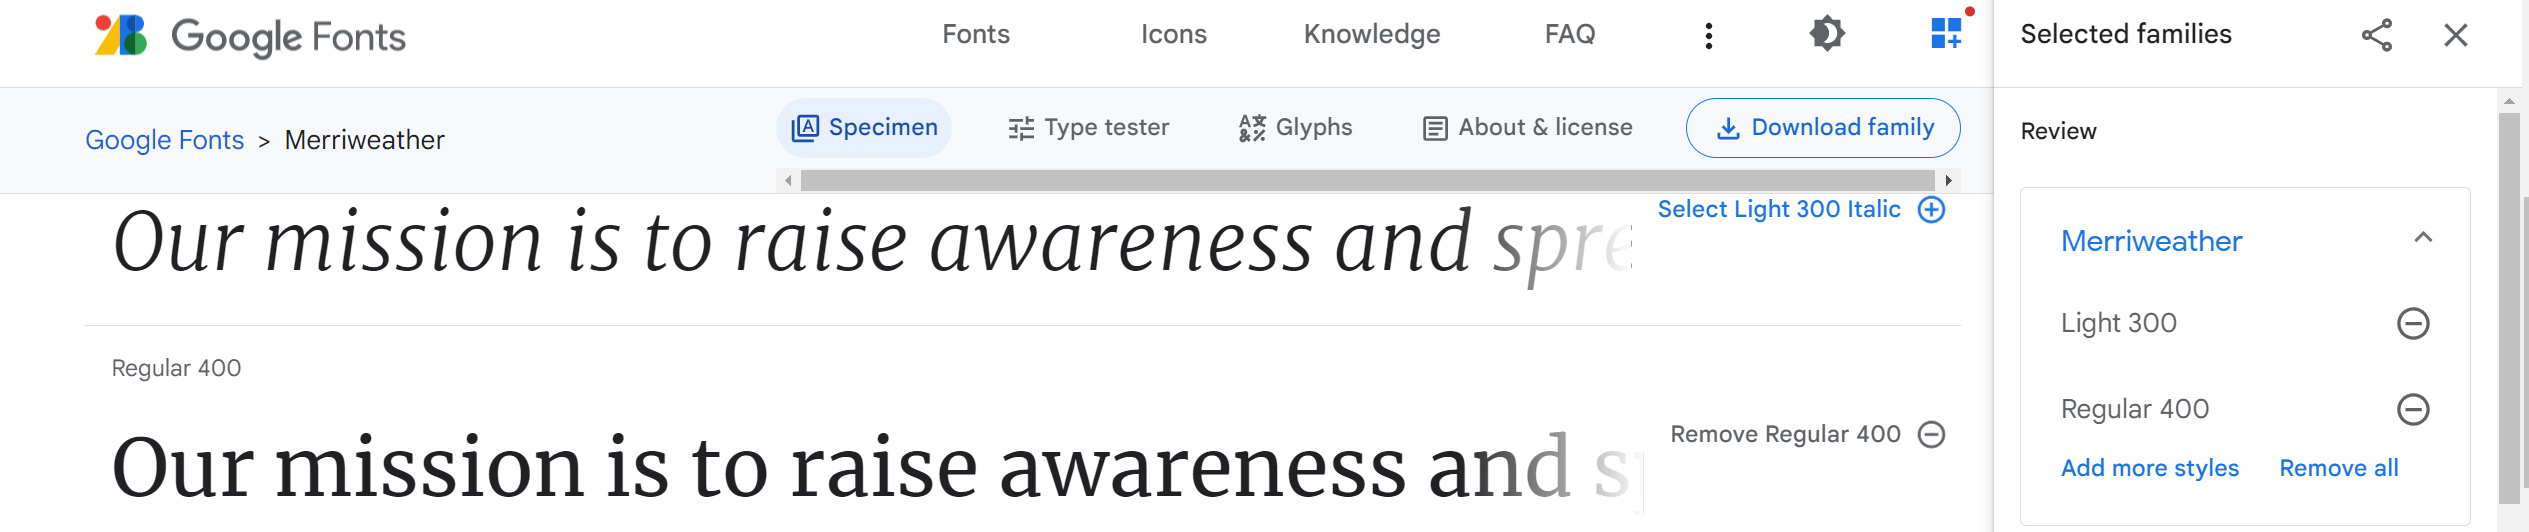 Google Fonts
Fonts
Icons
Knowledge
FAQ
Google Fonts > Merriweather
Specimen
Type tester
Glyphs
About & license
Download family
Our mission is to raise awareness and
Select Light 300 Italic
Regular 400
Our mission is to raise awareness and
Remove Regular 400
Selected families
Review
Merriweather
Light 300
Regular 400
Add more styles
Remove all